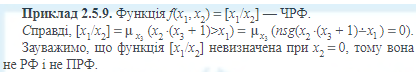 Приклад 2.5.9. Функція f(x₁, x₂) = [x₁/x₂] — ЧРФ.
Справді, [x₁/x₂] = μ x₃ (x₂·(x₃ + 1)>x₁) = μ x₃ (nsg(x₂·(x₃ + 1)∸x₁) = 0).
Зауважимо, що функція [x₁/x₂] невизначена при x₂ = 0, тому вона
не РФ і не ПРФ.